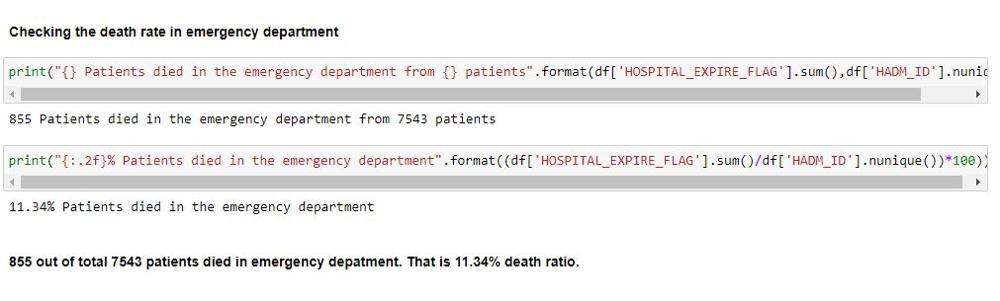 Checking the death rate in emergency department
print("{} Patients died in the emergency department from {} patients".format(df['HOSPITAL_EXPIRE_FLAG'].sum(),df['HADM_ID'].nunic
855 Patients died in the emergency department from 7543 patients
print("{:.2f}% Patients died in the emergency department".format((df['HOSPITAL_EXPIRE_FLAG'].sum()/df['HADM_ID'].nunique())*100))
11.34% Patients died in the emergency department
855 out of total 7543 patients died in emergency depatment. That is 11.34% death ratio.